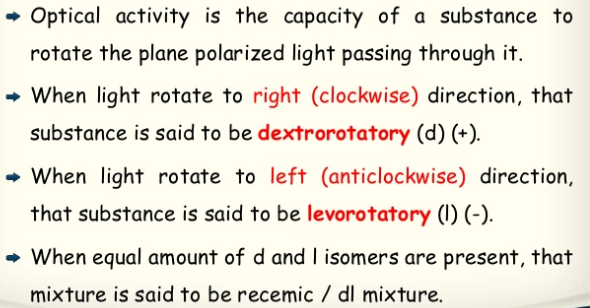 ➡ Optical activity is the capacity of a substance to
rotate the plane polarized light passing through it.
➡ When light rotate to right (clockwise) direction, that
substance is said to be dextrorotatory (d) (+).
➡ When light rotate to left (anticlockwise) direction,
that substance is said to be levorotatory (l) (-).
➡ When equal amount of d and l isomers are present, that
mixture is said to be recemic / dl mixture.